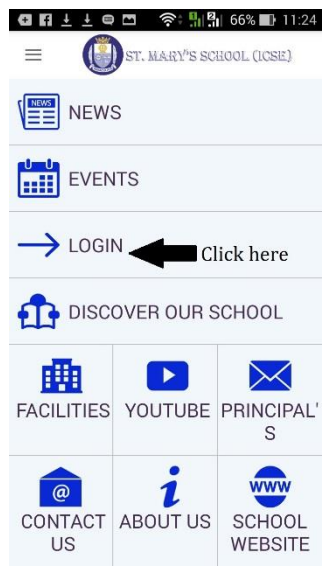 66% 11:24
ST. MARY'S SCHOOL (ICSE)
NEWS
NEWS
EVENTS
LOGIN
Click here
DISCOVER OUR SCHOOL
FACILITIES
YOUTUBE
PRINCIPAL'
S
@
CONTACT
US
i
ABOUT US
WWW
SCHOOL
WEBSITE